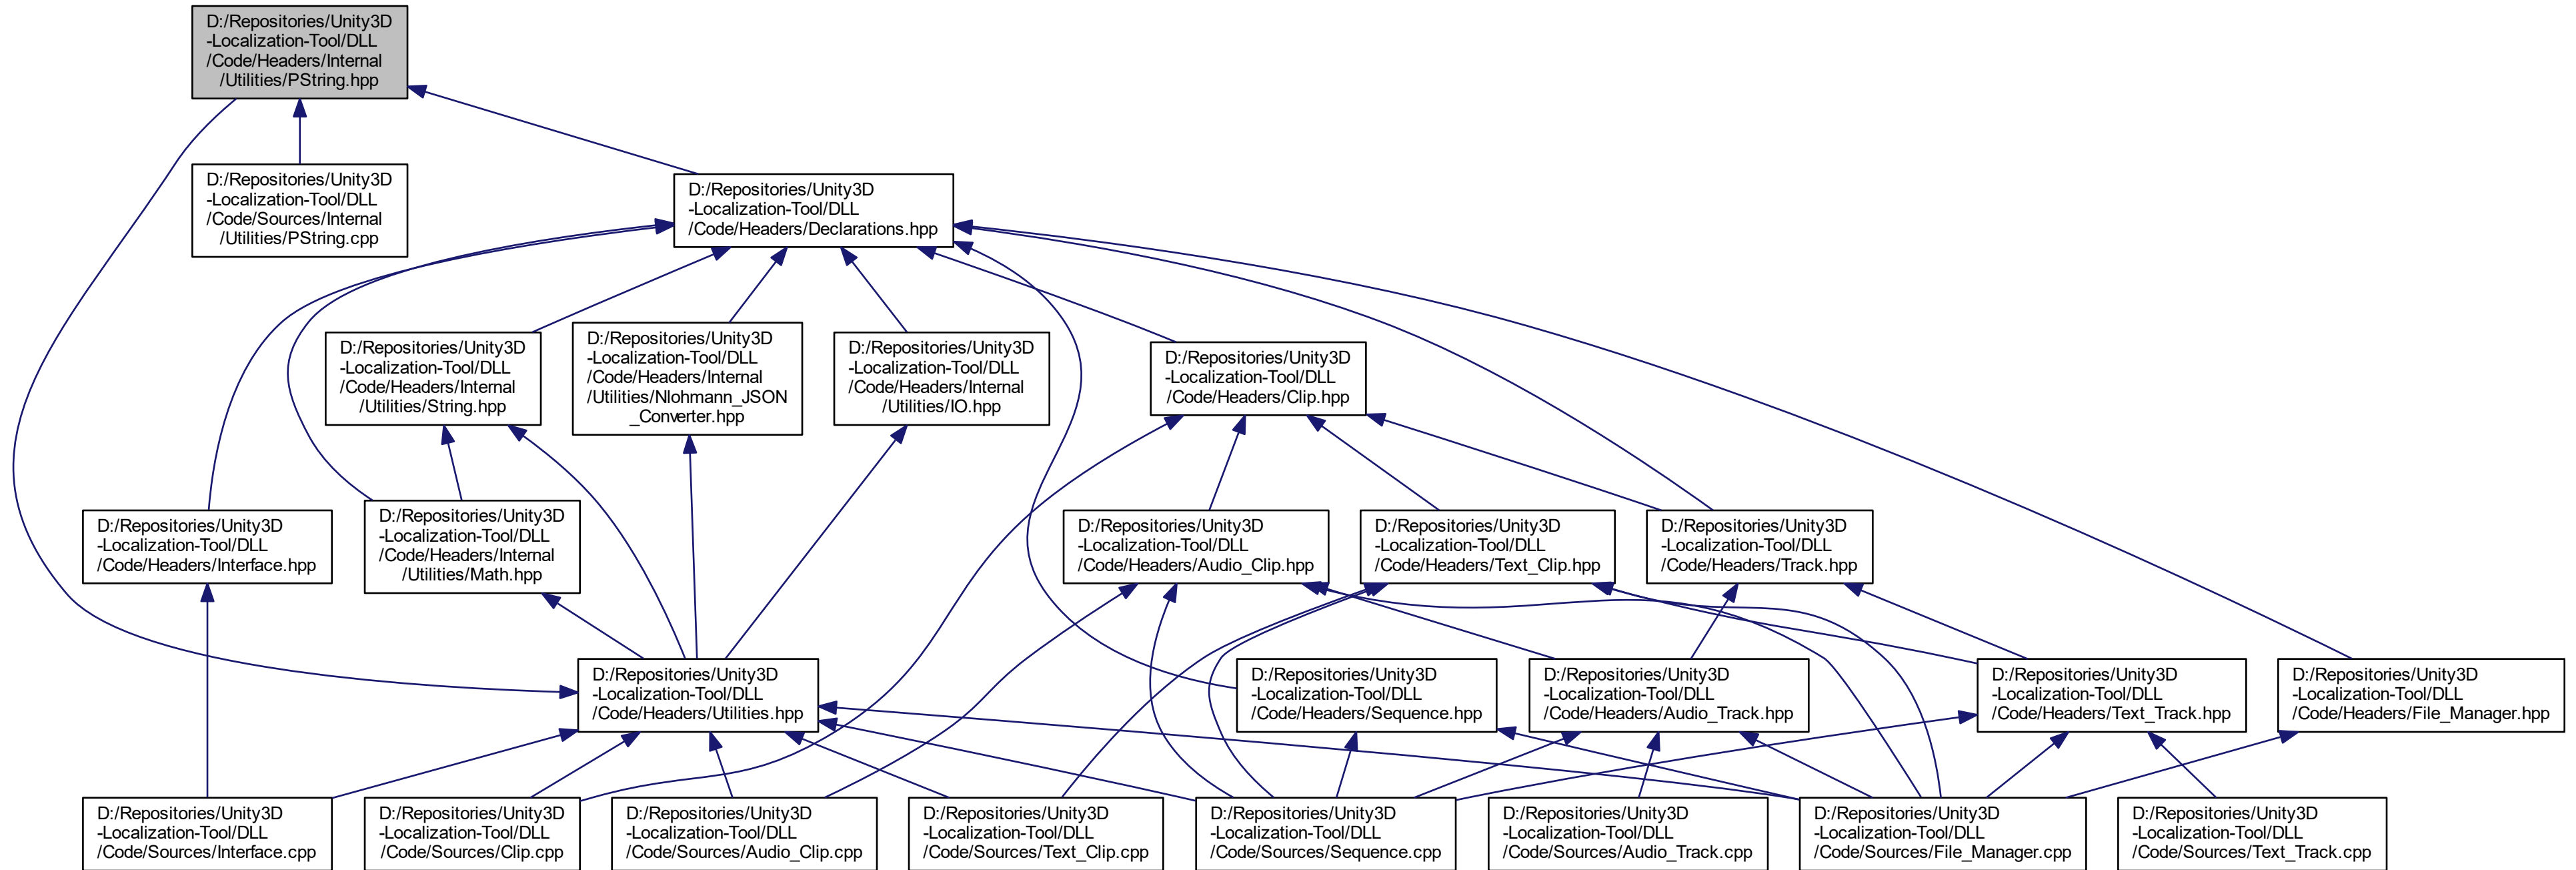 D:/Repositories/Unity3D
-Localization-Tool/DLL
/Code/Headers/Internal
/Utilities/PString.hpp
D:/Repositories/Unity3D
-Localization-Tool/DLL
/Code/Sources/Internal
/Utilities/PString.cpp
D:/Repositories/Unity3D
-Localization-Tool/DLL
/Code/Headers/Declarations.hpp
D:/Repositories/Unity3D
-Localization-Tool/DLL
/Code/Headers/Internal
/Utilities/String.hpp
D:/Repositories/Unity3D
-Localization-Tool/DLL
/Code/Headers/Internal
/Utilities/Nlohmann_JSON
_Converter.hpp
D:/Repositories/Unity3D
-Localization-Tool/DLL
/Code/Headers/Internal
/Utilities/IO.hpp
D:/Repositories/Unity3D
-Localization-Tool/DLL
/Code/Headers/Clip.hpp
D:/Repositories/Unity3D
-Localization-Tool/DLL
/Code/Headers/Interface.hpp
D:/Repositories/Unity3D
-Localization-Tool/DLL
/Code/Headers/Internal
/Utilities/Math.hpp
D:/Repositories/Unity3D
-Localization-Tool/DLL
/Code/Headers/Audio_Clip.hpp
D:/Repositories/Unity3D
-Localization-Tool/DLL
/Code/Headers/Text_Clip.hpp
D:/Repositories/Unity3D
-Localization-Tool/DLL
/Code/Headers/Track.hpp
D:/Repositories/Unity3D
-Localization-Tool/DLL
/Code/Headers/Utilities.hpp
D:/Repositories/Unity3D
-Localization-Tool/DLL
/Code/Headers/Sequence.hpp
D:/Repositories/Unity3D
-Localization-Tool/DLL
/Code/Headers/Audio_Track.hpp
D:/Repositories/Unity3D
-Localization-Tool/DLL
/Code/Headers/Text_Track.hpp
D:/Repositories/Unity3D
-Localization-Tool/DLL
/Code/Headers/File_Manager.hpp
D:/Repositories/Unity3D
-Localization-Tool/DLL
/Code/Sources/Interface.cpp
D:/Repositories/Unity3D
-Localization-Tool/DLL
/Code/Sources/Clip.cpp
D:/Repositories/Unity3D
-Localization-Tool/DLL
/Code/Sources/Audio_Clip.cpp
D:/Repositories/Unity3D
-Localization-Tool/DLL
/Code/Sources/Text_Clip.cpp
D:/Repositories/Unity3D
-Localization-Tool/DLL
/Code/Sources/Sequence.cpp
D:/Repositories/Unity3D
-Localization-Tool/DLL
/Code/Sources/Audio_Track.cpp
D:/Repositories/Unity3D
-Localization-Tool/DLL
/Code/Sources/File_Manager.cpp
D:/Repositories/Unity3D
-Localization-Tool/DLL
/Code/Sources/Text_Track.cpp